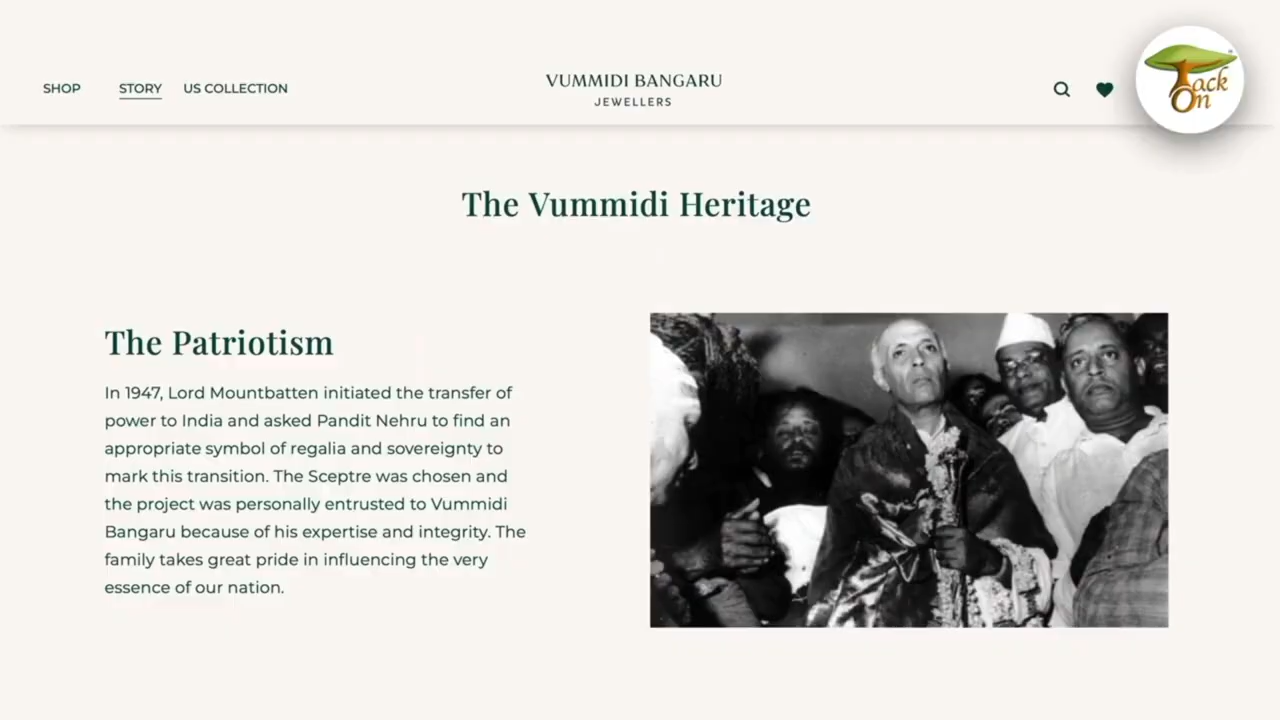 SHOP
STORY
US COLLECTION
VUMMIDI BANGARU
JEWELLERS
Tack
On
The Vummidi Heritage
The Patriotism
In 1947, Lord Mountbatten initiated the transfer of
power to India and asked Pandit Nehru to find an
appropriate symbol of regalia and sovereignty to
mark this transition. The Sceptre was chosen and
the project was personally entrusted to Vummidi
Bangaru because of his expertise and integrity. The
family takes great pride in influencing the very
essence of our nation.